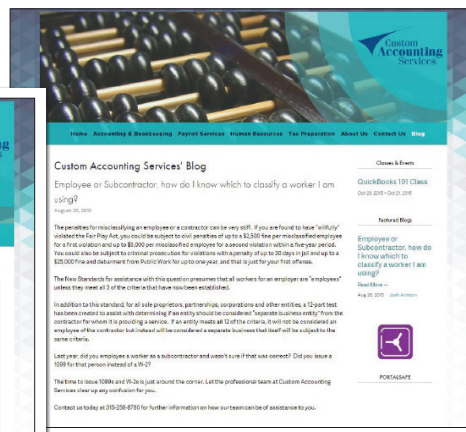 Custom
Accounting
Services
Home Accounting & Bookkeeping Payroll Services Human Resources Tax Preparation About Us Contact Us Blog
Custom Accounting Services' Blog
Employee or Subcontractor, how do I know which to classify a worker I am
using?
August 20, 2015
The penalties for misclassifying an employee or a contractor can be very stiff. If you are found to have "willfully"
violated the Fair Play Act, you could be subject to civil penalties of up to a $2,500 fine per misclassified employee
for a first violation and up to $5,000 per misclassified employee for a second violation within a five-year period.
You could also be subject to criminal prosecution for violations with a penalty of up to 30 days in jail and up to a
$25,000 fine and debarment from Public Work for up to one year, and that is just for your first offense.
The New Standards for assistance with this question presumes that all workers for an employer are "employees"
unless they meet all 3 of the criteria that have now been established.
In addition to this standard, for all sole proprietors, partnerships, corporations and other entities, a 12-part test
has been created to assist with determining if an entity should be considered "separate business entity" from the
contractor for whom it is providing a service. If an entity meets all 12 of the criteria, it will not be considered an
employee of the contractor but instead will be considered a separate business that itself will be subject to the
same criteria.
Last year, did you employ a worker as a subcontractor and wasn't sure if that was correct? Did you issue a
1099 for that person instead of a W-2?
The time to issue 1099s and W-2s is just around the corner. Let the professional team at Custom Accounting
Services clear up any confusion for you.
Contact us today at 315-258-8780 for further information on how our team can be of assistance to you.
Classes & Events
QuickBooks 101 Class
Oct 20, 2015 - Oct 21, 2015
Featured Blogs
Employee or
Subcontractor, how do
I know which to
classify a worker I am
using?
Read More
Aug 20, 2015
PORTALSAFE